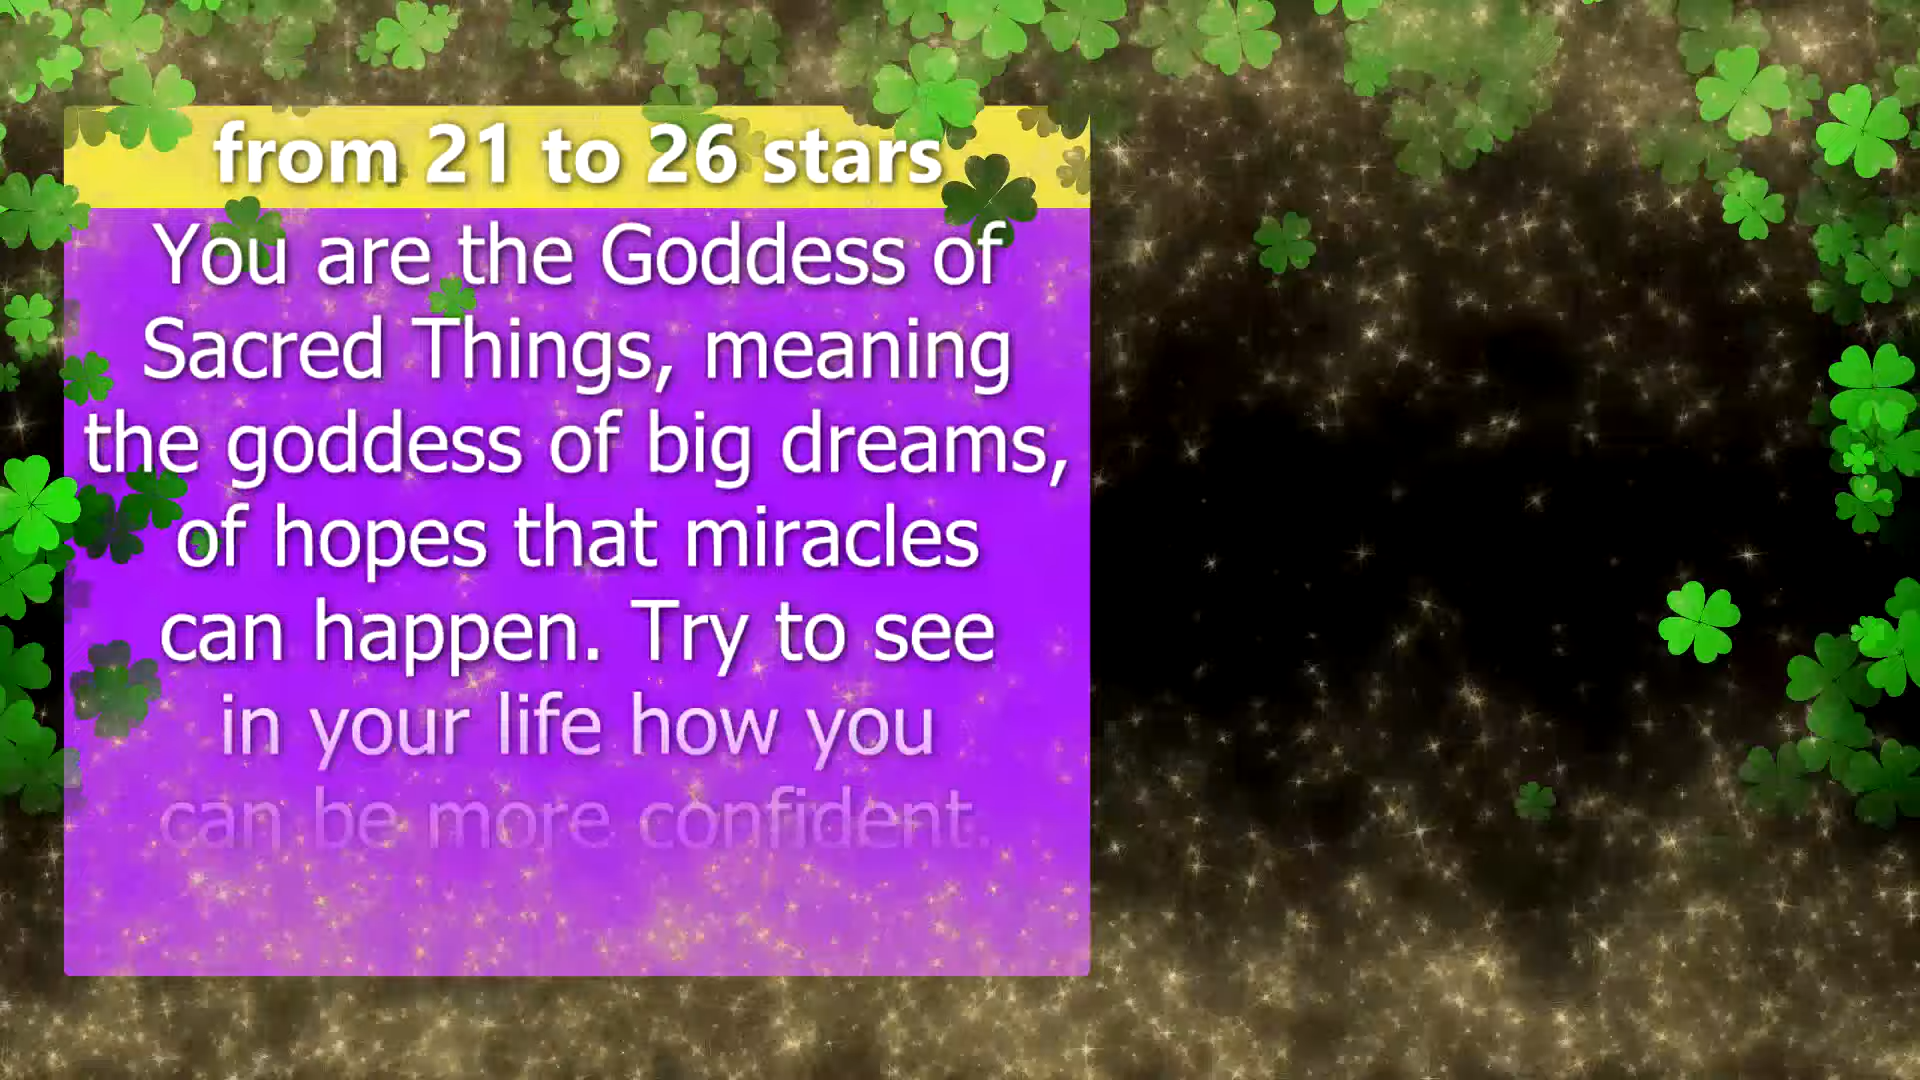 from 21 to 26 stars
You are the Goddess of
Sacred Things, meaning
the goddess of big dreams,
of hopes that miracles
can happen. Try to see
in your life how you
can be more confident.